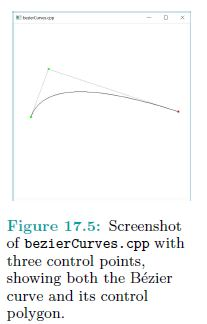 bezierCurves.cpp
Figure 17.5: Screenshot
of bezierCurves.cpp with
three control points,
showing both the Bézier
curve and its control
polygon.